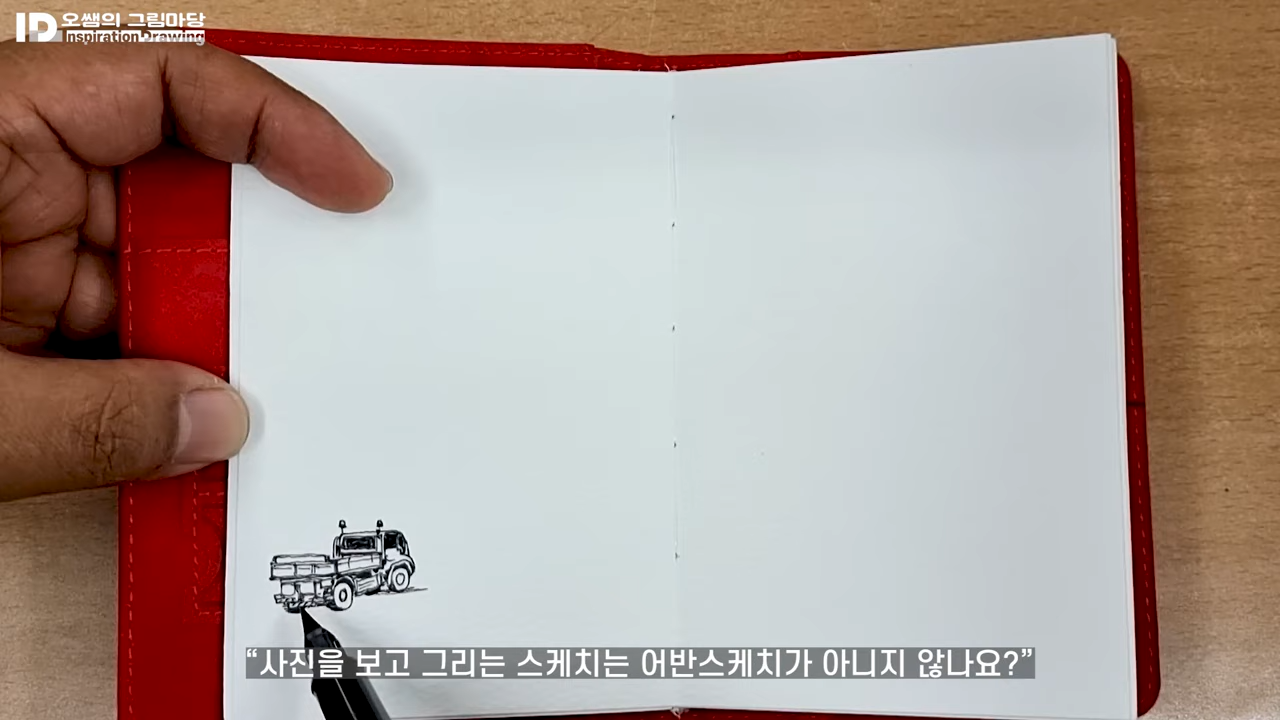 ID 오쌤의 그림마당
Inspiration Drawing
“사진을 보고 그리는 스케치는 어반스케치가 아니지 않나요?”